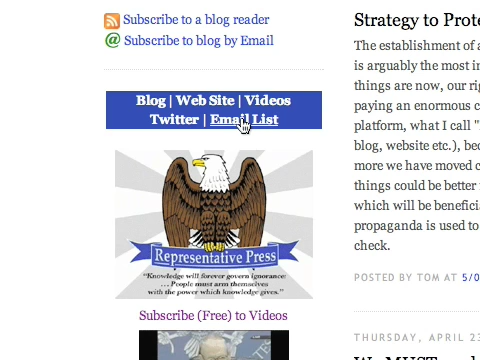 Subscribe to a blog reader
Subscribe to blog by Email
Blog | Web Site | Videos
Twitter | Email List
Representative Press
"Knowledge will forever govern ignorance:
... People must arm themselves
with the power which knowledge gives."
Subscribe (Free) to Videos
Strategy to Prote
The establishment of a
is arguably the most in
things are now, our rig
paying an enormous c
platform, what I call "
blog, website etc.), bec
more we have moved c
things could be better
which will be benefici
propaganda is used to
check.
POSTED BY TOM AT 5/0
THURSDAY, APRIL 23